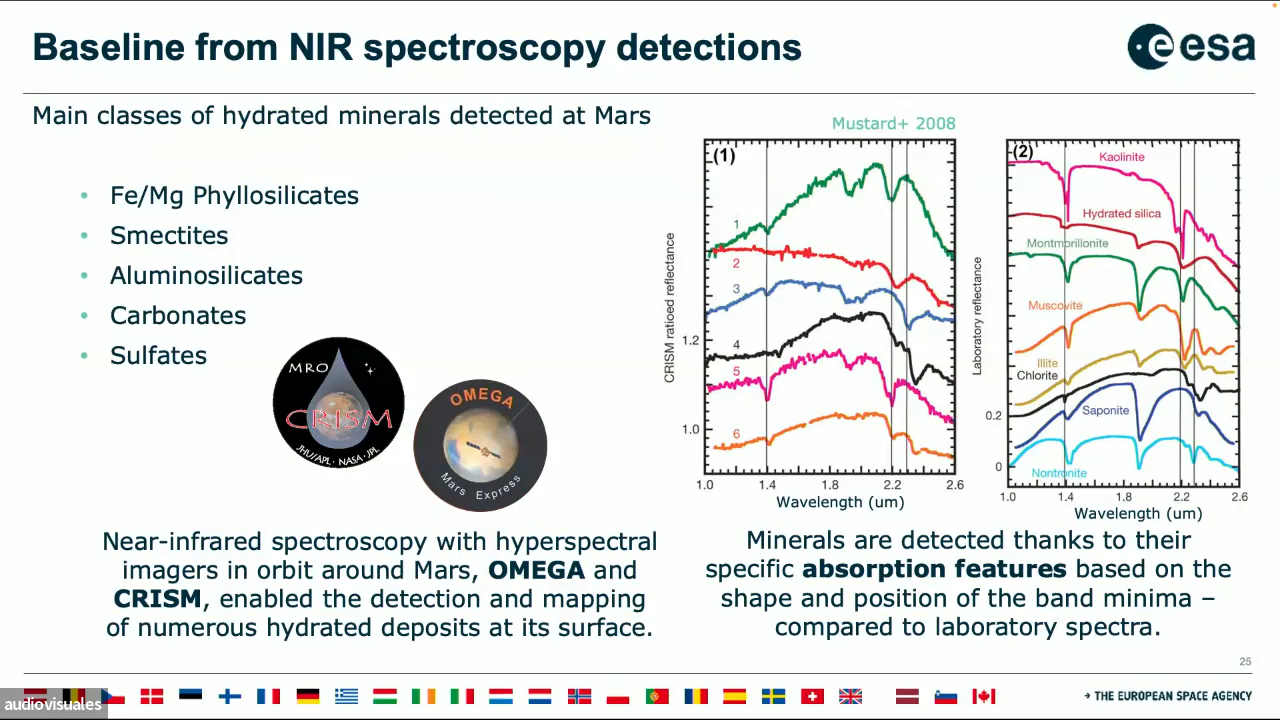 Baseline from NIR spectroscopy detections
esa
Main classes of hydrated minerals detected at Mars
• Fe/Mg Phyllosilicates
• Smectites
• Aluminosilicates
• Carbonates
• Sulfates
MRO
CRISM
JHU/APL · NASA · JPL
OMEGA
Mars Express
Near-infrared spectroscopy with hyperspectral
imagers in orbit around Mars, OMEGA and
CRISM, enabled the detection and mapping
of numerous hydrated deposits at its surface.
Mustard+ 2008
(1)
CRISM ratioed reflectance
1.2
1.0
1
2
3
4
5
6
1.0 1.4 1.8 2.2 2.6
Wavelength (um)
(2)
Laboratory reflectance
0.2
0
Kaolinite
Hydrated silica
Montmorillonite
Muscovite
Illite
Chlorite
Saponite
Nontronite
1.0 1.4 1.8 2.2 2.6
Wavelength (um)
Minerals are detected thanks to their
specific absorption features based on the
shape and position of the band minima –
compared to laboratory spectra.
25
audiovisuales
→ THE EUROPEAN SPACE AGENCY